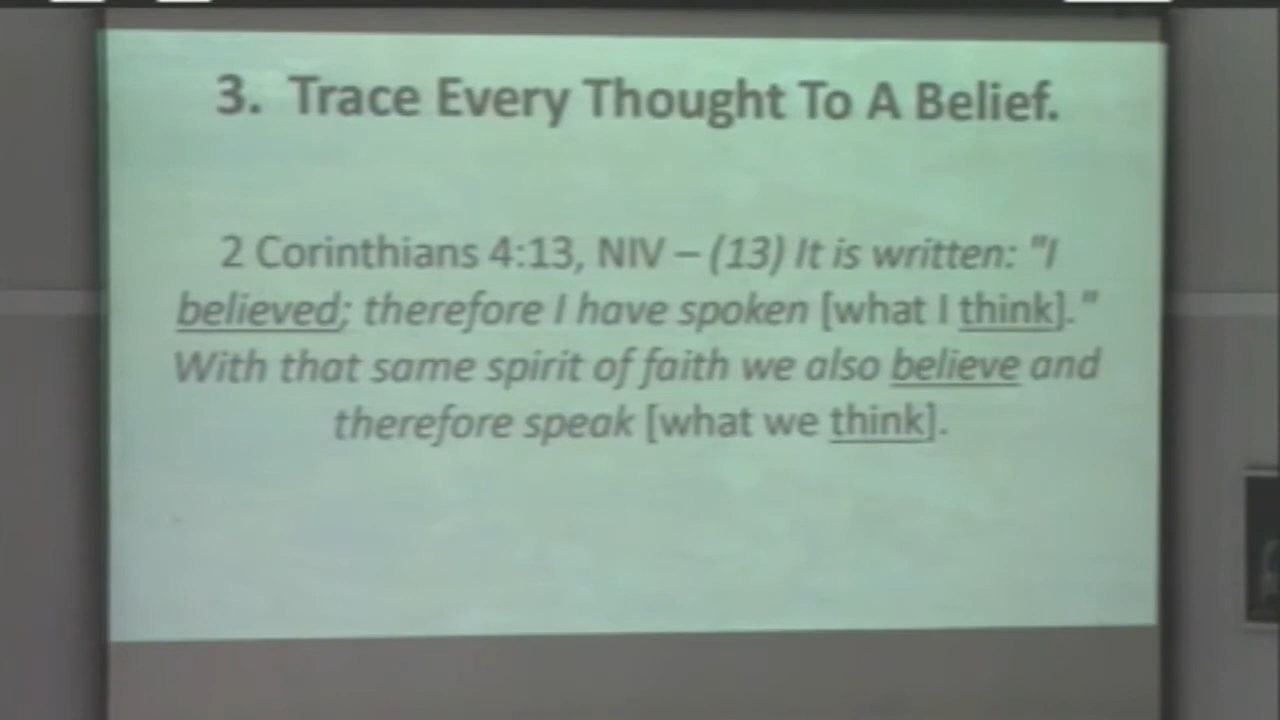 3. Trace Every Thought To A Belief.
2 Corinthians 4:13, NIV – (13) It is written: "I
believed; therefore I have spoken [what I think]."
With that same spirit of faith we also believe and
therefore speak [what we think].